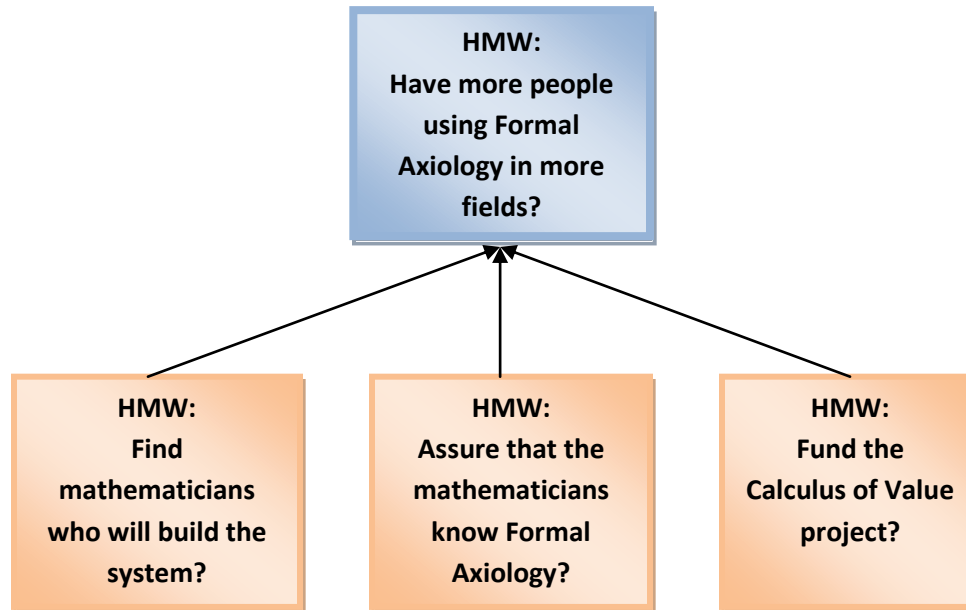 HMW:
Have more people
using Formal
Axiology in more
fields?
HMW:
Find
mathematicians
who will build the
system?
HMW:
Assure that the
mathematicians
know Formal
Axiology?
HMW:
Fund the
Calculus of Value
project?